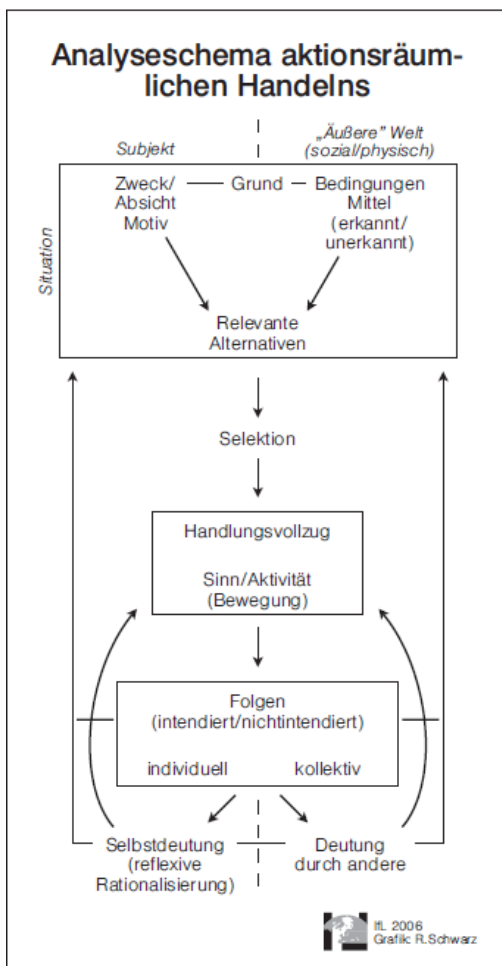 Analyseschema aktionsräum-
lichen Handelns
Subjekt
„Äußere” Welt
(sozial/physisch)
Situation
Zweck/
Absicht
Motiv
Grund
Bedingungen
Mittel
(erkannt/
unerkannt)
Relevante
Alternativen
Selektion
Handlungsvollzug
Sinn/Aktivität
(Bewegung)
Folgen
(intendiert/nichtintendiert)
individuell
kollektiv
Selbstdeutung
(reflexive
Rationalisierung)
Deutung
durch andere
IfL 2006
Grafik: R.Schwarz